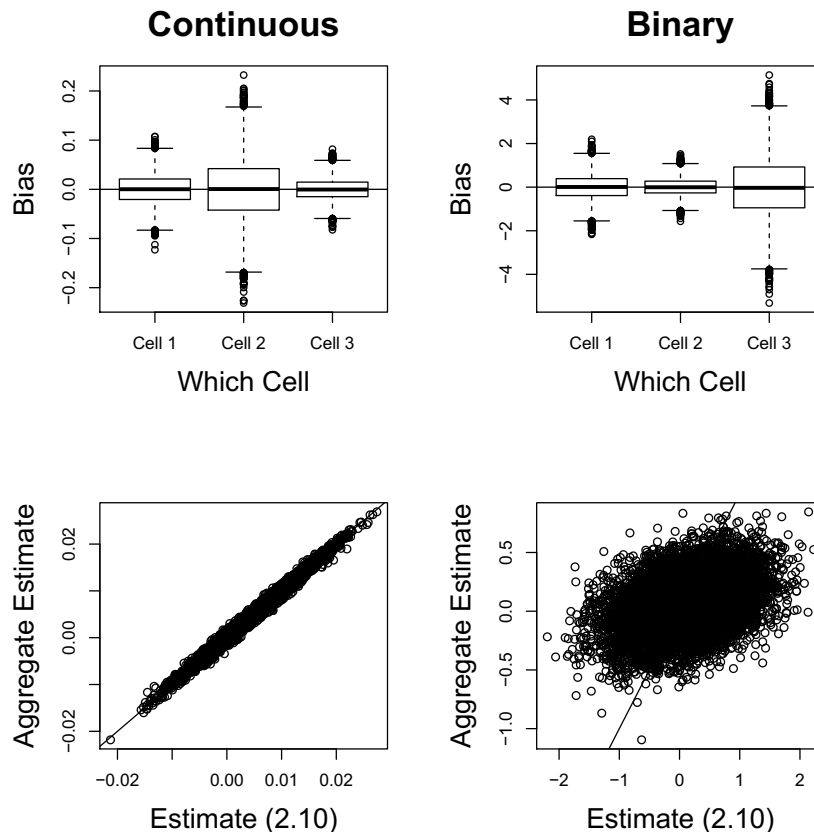 Continuous
Binary
Bias
0.2
0.1
0.0
−0.1
−0.2
Cell 1 Cell 2 Cell 3
Which Cell
Bias
4
2
0
−2
−4
Cell 1 Cell 2 Cell 3
Which Cell
Aggregate Estimate
0.02
0.00
−0.02
−0.02 0.00 0.01 0.02
Estimate (2.10)
Aggregate Estimate
0.5
0.0
−0.5
−1.0
−2 −1 0 1 2
Estimate (2.10)